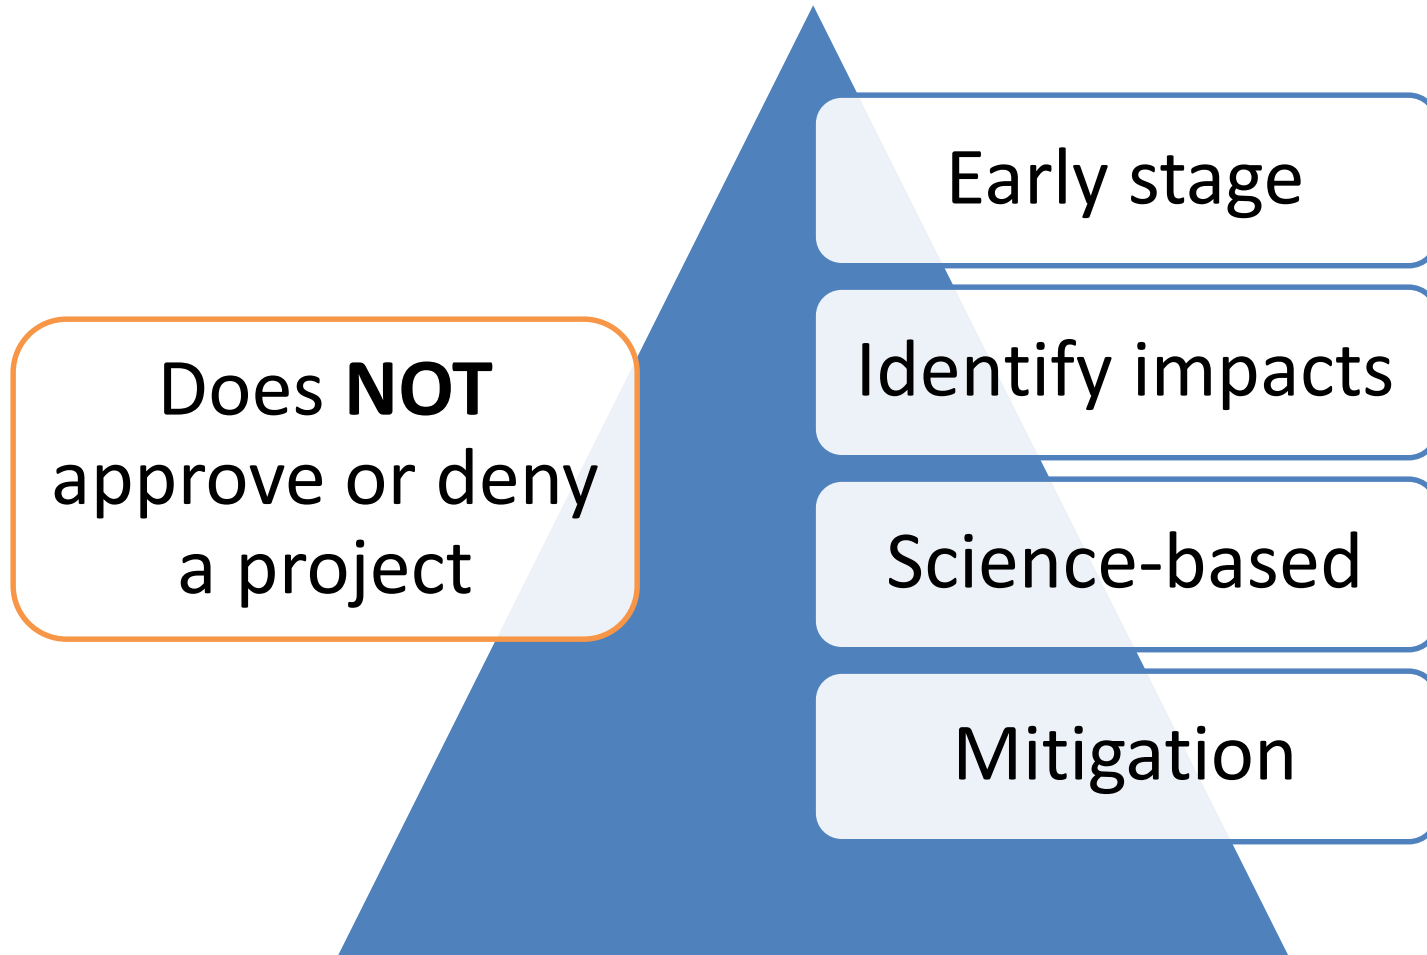 Does NOT
approve or deny
a project
Early stage
Identify impacts
Science-based
Mitigation